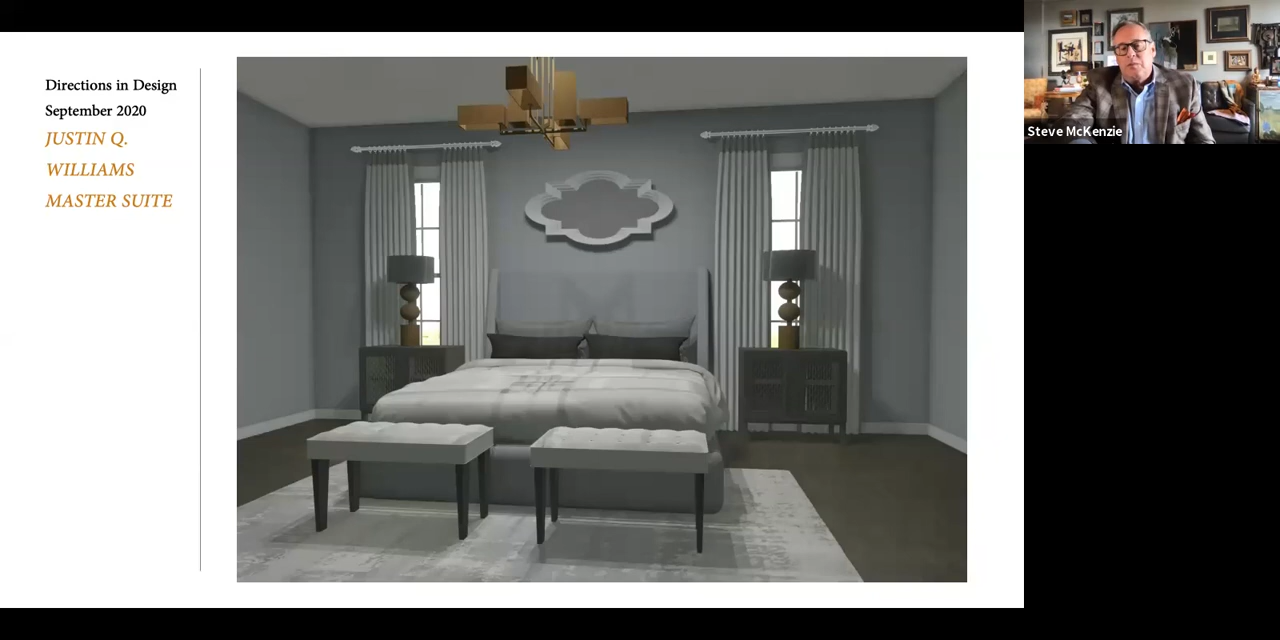 Directions in Design
September 2020
JUSTIN Q.
WILLIAMS
MASTER SUITE
Steve McKenzie